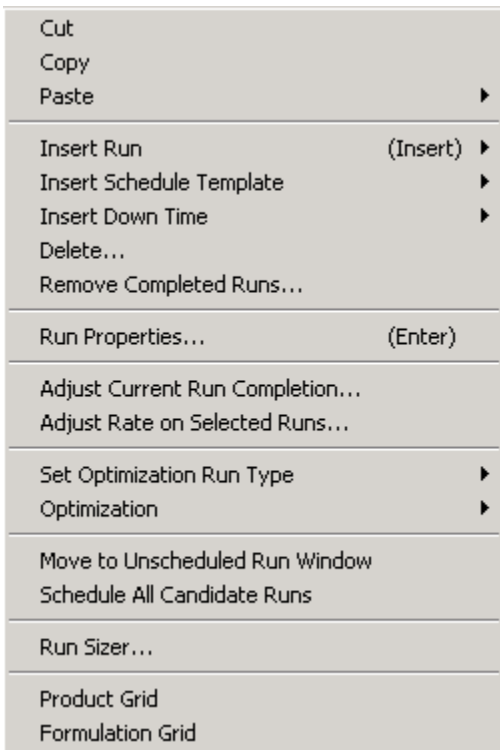 Cut
Copy
Paste
Insert Run (Insert)
Insert Schedule Template
Insert Down Time
Delete...
Remove Completed Runs...
Run Properties... (Enter)
Adjust Current Run Completion...
Adjust Rate on Selected Runs...
Set Optimization Run Type
Optimization
Move to Unscheduled Run Window
Schedule All Candidate Runs
Run Sizer...
Product Grid
Formulation Grid